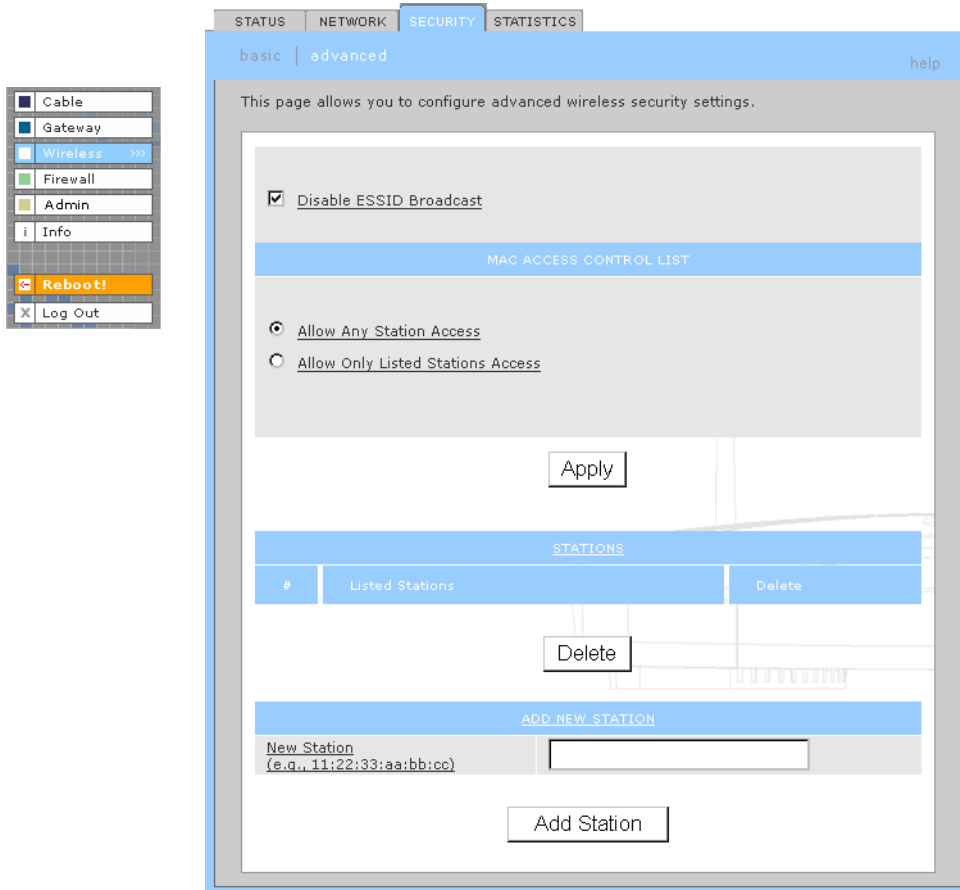 STATUS NETWORK SECURITY STATISTICS
basic | advanced
help
Cable
Gateway
Wireless >>>
Firewall
Admin
i Info
Reboot!
X Log Out
This page allows you to configure advanced wireless security settings.
Disable ESSID Broadcast
MAC ACCESS CONTROL LIST
Allow Any Station Access
Allow Only Listed Stations Access
Apply
STATIONS
# Listed Stations Delete
Delete
ADD NEW STATION
New Station
(e.g., 11:22:33:aa:bb:cc)
Add Station